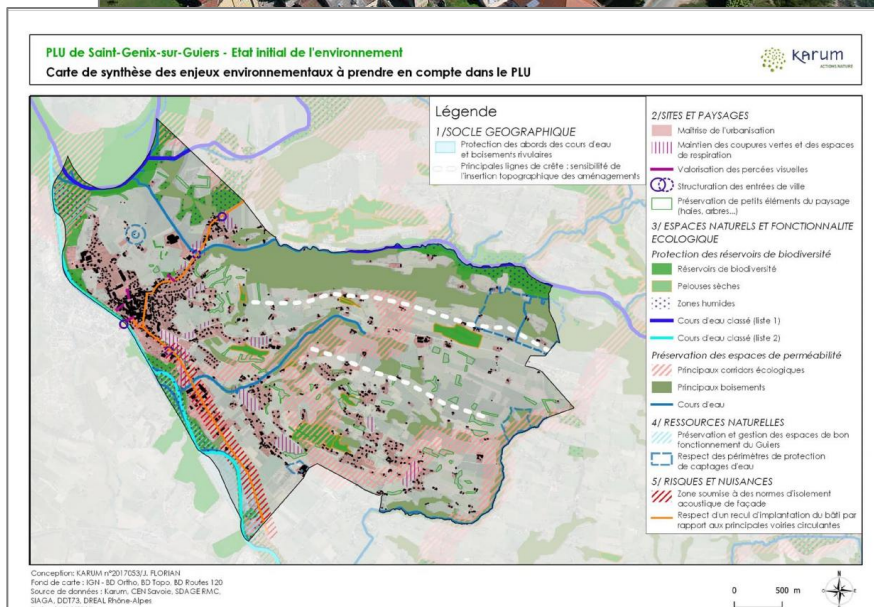 PLU de Saint-Genix-sur-Guiers - Etat initial de l'environnement
Carte de synthèse des enjeux environnementaux à prendre en compte dans le PLU
KARUM
ACTIONS NATURE
Légende
1/SOCLE GEOGRAPHIQUE
Protection des abords des cours d'eau
et boisements rivulaires
Principales lignes de crête : sensibilité de
l'insertion topographique des aménagements
2/SITES ET PAYSAGES
Maîtrise de l'urbanisation
Maintien des coupures vertes et des espaces
de respiration
Valorisation des percées visuelles
Structuration des entrées de ville
Préservation de petits éléments du paysage
(haies, arbres...)
3/ ESPACES NATURELS ET FONCTIONNALITE
ECOLOGIQUE
Protection des réservoirs de biodiversité
Réservoirs de biodiversité
Pelouses sèches
Zones humides
Cours d'eau classé (liste 1)
Cours d'eau classé (liste 2)
Préservation des espaces de perméabilité
Principaux corridors écologiques
Principaux boisements
Cours d'eau
4/ RESSOURCES NATURELLES
Préservation et gestion des espaces de bon
fonctionnement du Guiers
Respect des périmètres de protection
de captages d'eau
5/ RISQUES ET NUISANCES
Zone soumise à des normes d'isolement
acoustique de façade
Respect d'un recul d'implantation du bâti par
rapport aux principales voiries circulantes
Conception: KARUM n°2017053/J. FLORIAN
Fond de carte : IGN - BD Ortho, BD Topo, BD Routes 120
Source de données : Karum, CEN Savoie, SDAGE RMC,
SIAGA, DDT73, DREAL Rhône-Alpes
0 500 m